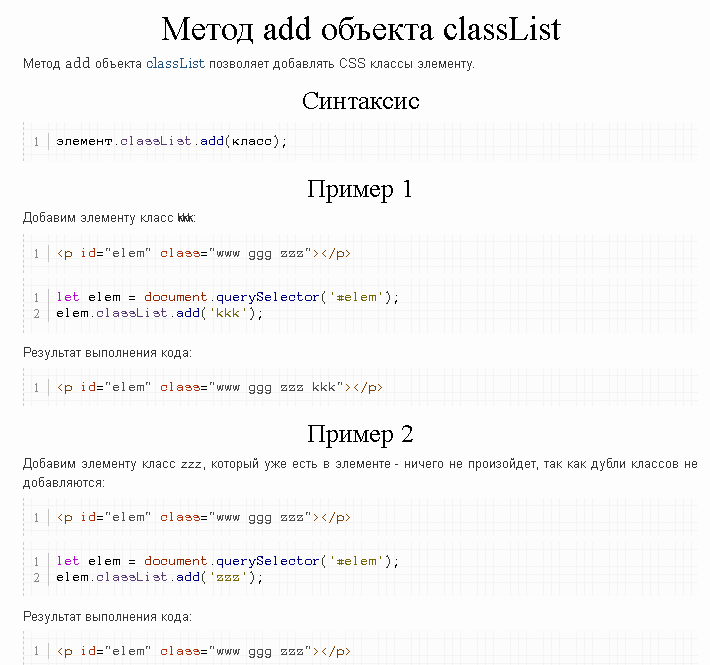 Метод add объекта classList
Метод add объекта classList позволяет добавлять CSS классы элементу.
Синтаксис
1 элемент.classList.add(класс);
Пример 1
Добавим элементу класс kkk:
1 <p id="elem" class="www ggg zzz"></p>
1 let elem = document.querySelector('#elem');
2 elem.classList.add('kkk');
Результат выполнения кода:
1 <p id="elem" class="www ggg zzz kkk"></p>
Пример 2
Добавим элементу класс zzz, который уже есть в элементе - ничего не произойдет, так как дубли классов не
добавляются:
1 <p id="elem" class="www ggg zzz"></p>
1 let elem = document.querySelector('#elem');
2 elem.classList.add('zzz');
Результат выполнения кода:
1 <p id="elem" class="www ggg zzz"></p>